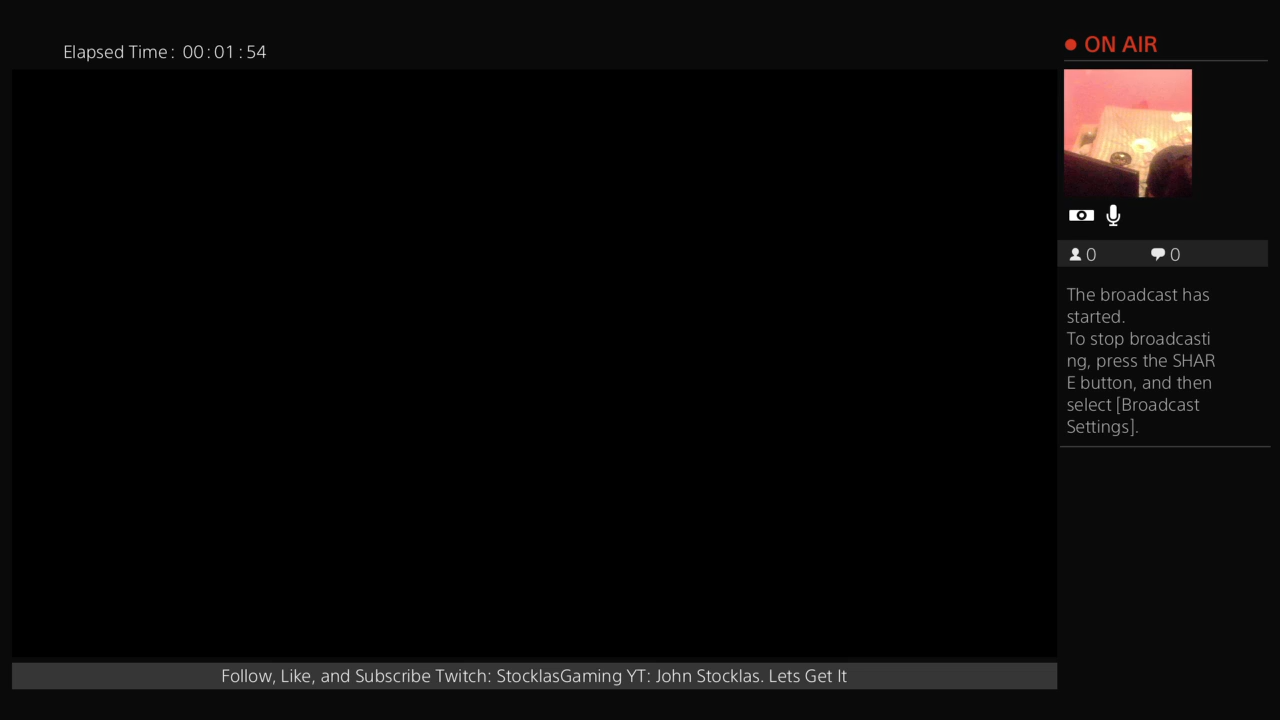 Elapsed Time: 00:01:54
ON AIR
0 0
The broadcast has
started.
To stop broadcasti
ng, press the SHAR
E button, and then
select [Broadcast
Settings].
Follow, Like, and Subscribe Twitch: StocklasGaming YT: John Stocklas. Lets Get It